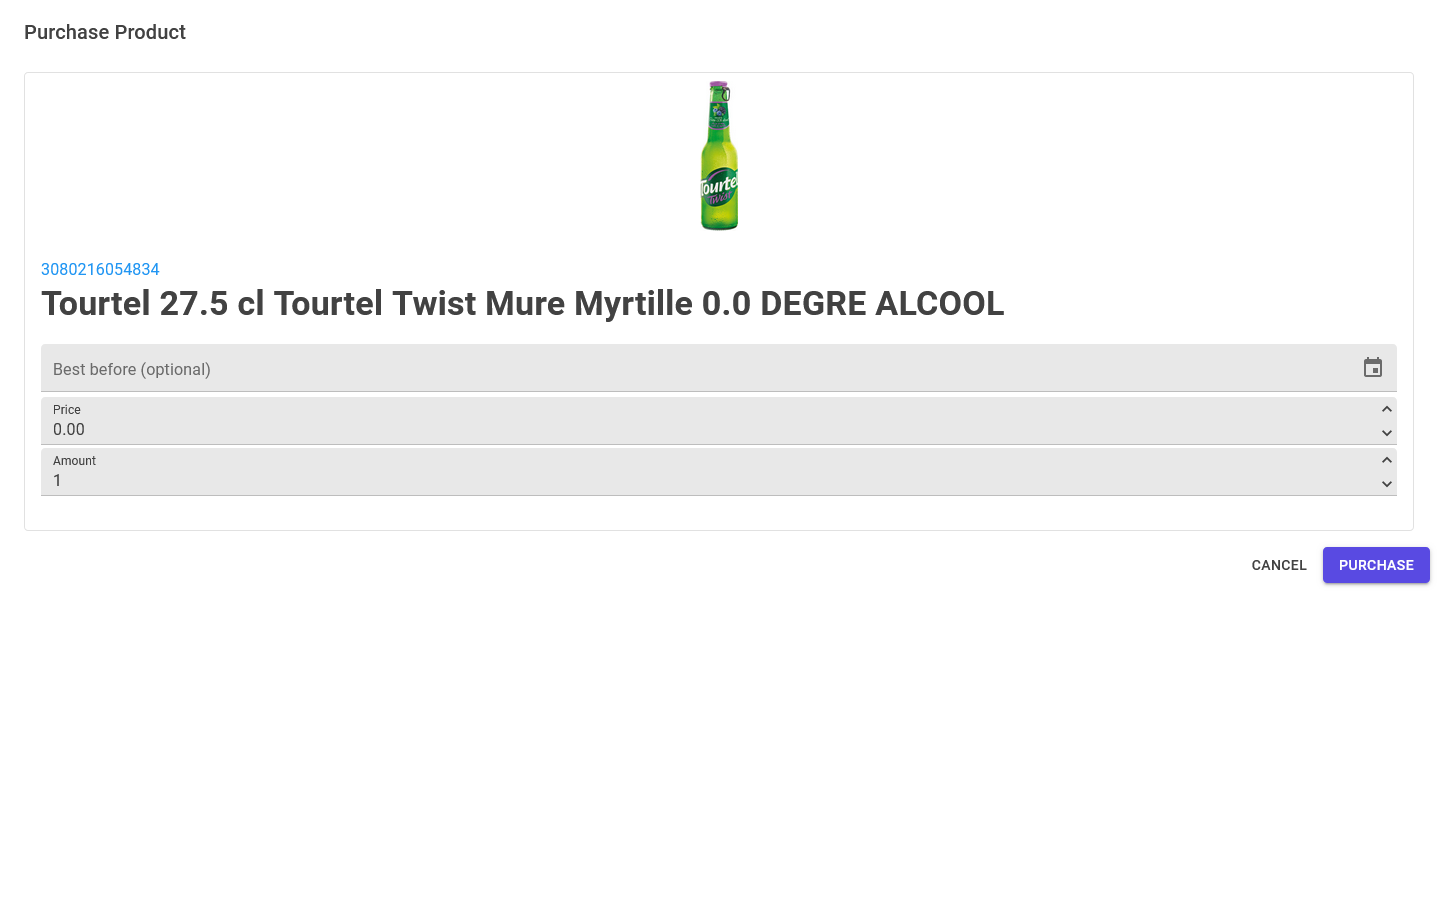 Purchase Product
Tourtel
Twist
3080216054834
Tourtel 27.5 cl Tourtel Twist Mure Myrtille 0.0 DEGRE ALCOOL
Best before (optional)
Price
0.00
Amount
1
CANCEL
PURCHASE